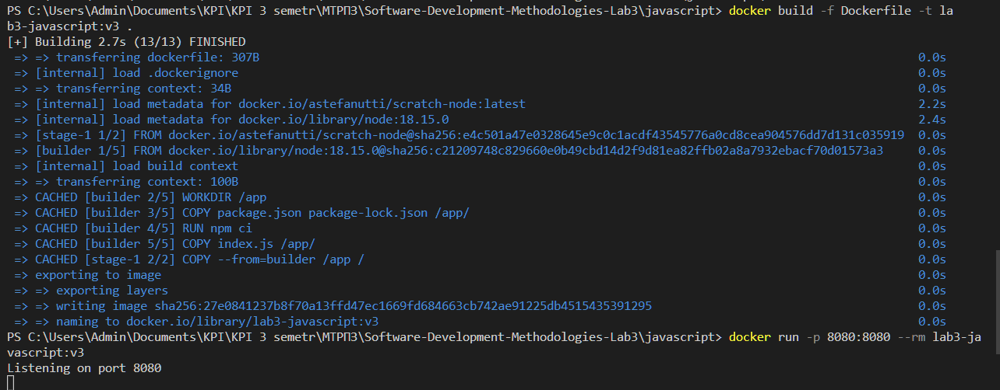 PS C:\Users\Admin\Documents\KPI\KPI 3 semetr\МТРПЗ\Software-Development-Methodologies-Lab3\javascript> docker build -f Dockerfile -t la
b3-javascript:v3 .
[+] Building 2.7s (13/13) FINISHED
=> => transferring dockerfile: 307B 0.0s
=> [internal] load .dockerignore 0.0s
=> => transferring context: 34B 0.0s
=> [internal] load metadata for docker.io/astefanutti/scratch-node:latest 2.2s
=> [internal] load metadata for docker.io/library/node:18.15.0 2.4s
=> [stage-1 1/2] FROM docker.io/astefanutti/scratch-node@sha256:e4c501a47e0328645e9c0c1acdf43545776a0cd8cea904576dd7d131c035919 0.0s
=> [builder 1/5] FROM docker.io/library/node:18.15.0@sha256:c21209748c829660e0b49cbd14d2f9d81ea82ffb02a8a7932ebacf70d01573a3 0.0s
=> [internal] load build context 0.0s
=> => transferring context: 100B 0.0s
=> CACHED [builder 2/5] WORKDIR /app 0.0s
=> CACHED [builder 3/5] COPY package.json package-lock.json /app/ 0.0s
=> CACHED [builder 4/5] RUN npm ci 0.0s
=> CACHED [builder 5/5] COPY index.js /app/ 0.0s
=> CACHED [stage-1 2/2] COPY --from=builder /app / 0.0s
=> exporting to image 0.0s
=> => exporting layers 0.0s
=> => writing image sha256:27e0841237b8f70a13ffd47ec1669fd684663cb742ae91225db4515435391295 0.0s
=> => naming to docker.io/library/lab3-javascript:v3 0.0s
PS C:\Users\Admin\Documents\KPI\KPI 3 semetr\МТРПЗ\Software-Development-Methodologies-Lab3\javascript> docker run -p 8080:8080 --rm lab3-ja
vascript:v3
Listening on port 8080